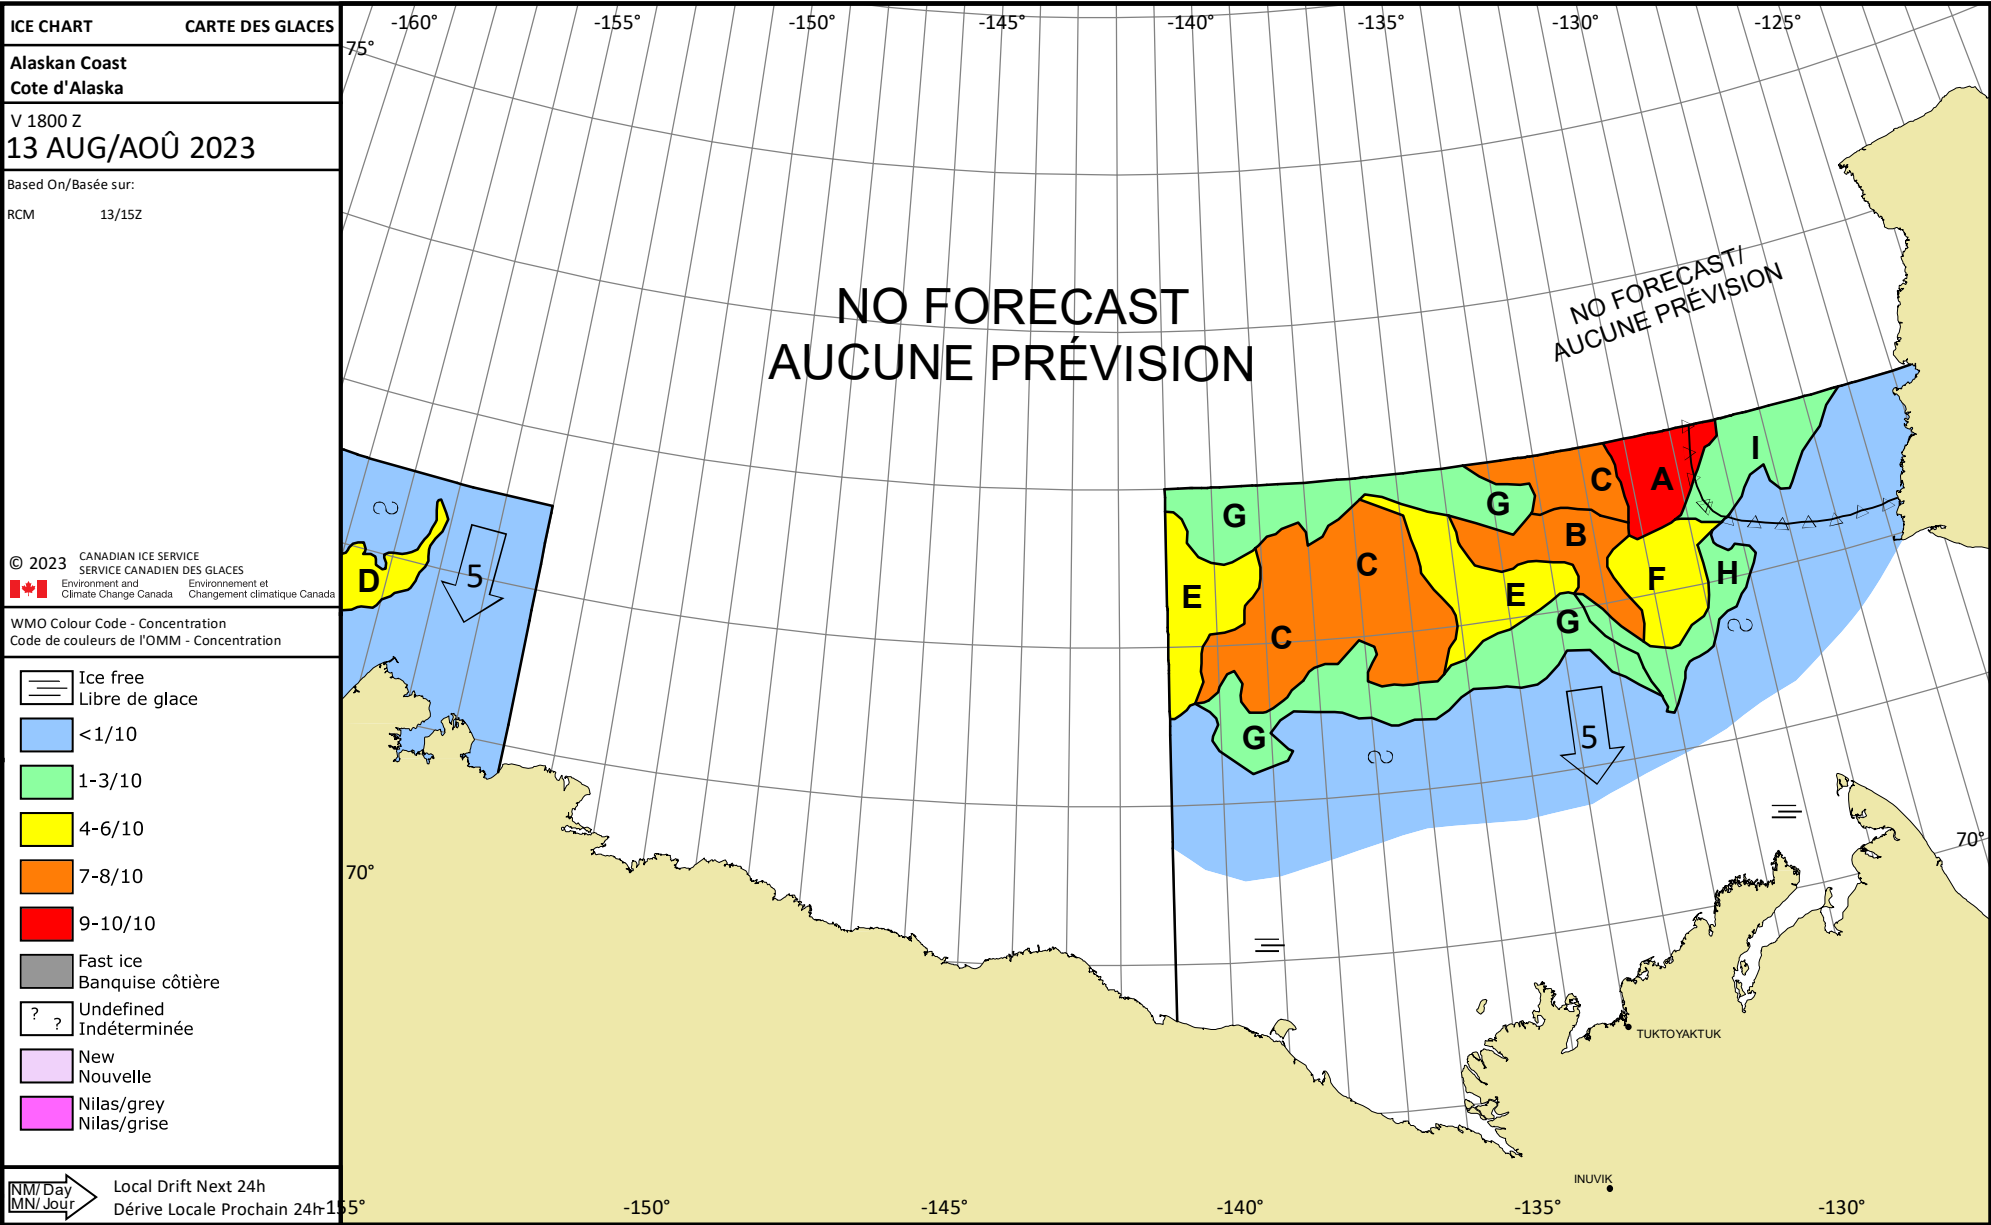 ICE CHART CARTE DES GLACES
Alaskan Coast
Cote d'Alaska
V 1800 Z
13 AUG/AOÛ 2023
Based On/Basée sur:
RCM 13/15Z
© 2023 CANADIAN ICE SERVICE
SERVICE CANADIEN DES GLACES
Environment and
Climate Change Canada
Environnement et
Changement climatique Canada
WMO Colour Code - Concentration
Code de couleurs de l'OMM - Concentration
Ice free
Libre de glace
<1/10
1-3/10
4-6/10
7-8/10
9-10/10
Fast ice
Banquise côtière
? ?
Undefined
Indéterminée
New
Nouvelle
Nilas/grey
Nilas/grise
NM/Day
MN/Jour
Local Drift Next 24h
Dérive Locale Prochain 24h
-160° -155° -150° -145° -140° -135° -130° -125°
75°
NO FORECAST
AUCUNE PRÉVISION
NO FORECAST/
AUCUNE PRÉVISION
I
C
A
G
G
B
C
D
5
E
E
F
H
C
G
G
5
70°
70°
TUKTOYAKTUK
INUVIK
-155° -150° -145° -140° -135° -130°